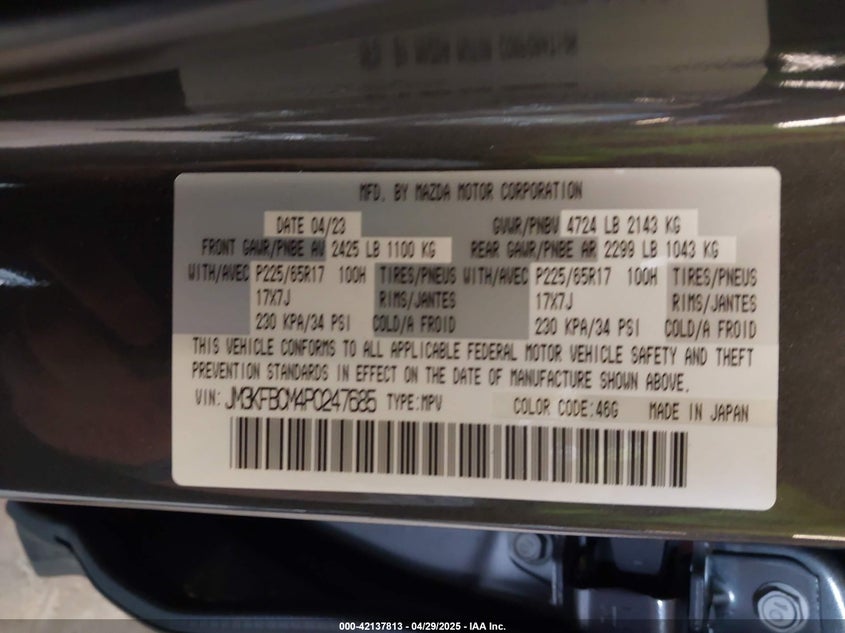 MFD. BY MAZDA MOTOR CORPORATION
DATE 04/23 GVWR/PNBV 4724 LB 2143 KG
FRONT GAWR/PNBE AV 2425 LB 1100 KG REAR GAWR/PNBE AR 2299 LB 1043 KG
WITH/AVEC P225/65R17 100H TIRES/PNEUS WITH/AVEC P225/65R17 100H TIRES/PNEUS
17X7J RIMS/JANTES 17X7J RIMS/JANTES
230 KPA/34 PSI COLD/A FROID 230 KPA/34 PSI COLD/A FROID
THIS VEHICLE CONFORMS TO ALL APPLICABLE FEDERAL MOTOR VEHICLE SAFETY AND THEFT
PREVENTION STANDARDS IN EFFECT ON THE DATE OF MANUFACTURE SHOWN ABOVE.
VIN: JM3KFBCM4P0247685 TYPE:MPV COLOR CODE:46G MADE IN JAPAN
000-42137813 - 04/29/2025 - IAA Inc.